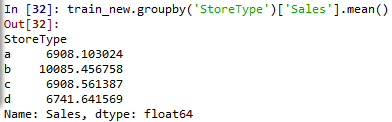 In [32]: train_new.groupby('StoreType')['Sales'].mean()
Out[32]:
StoreType
a     6908.103024
b    10085.456758
c     6908.561387
d     6741.641569
Name: Sales, dtype: float64